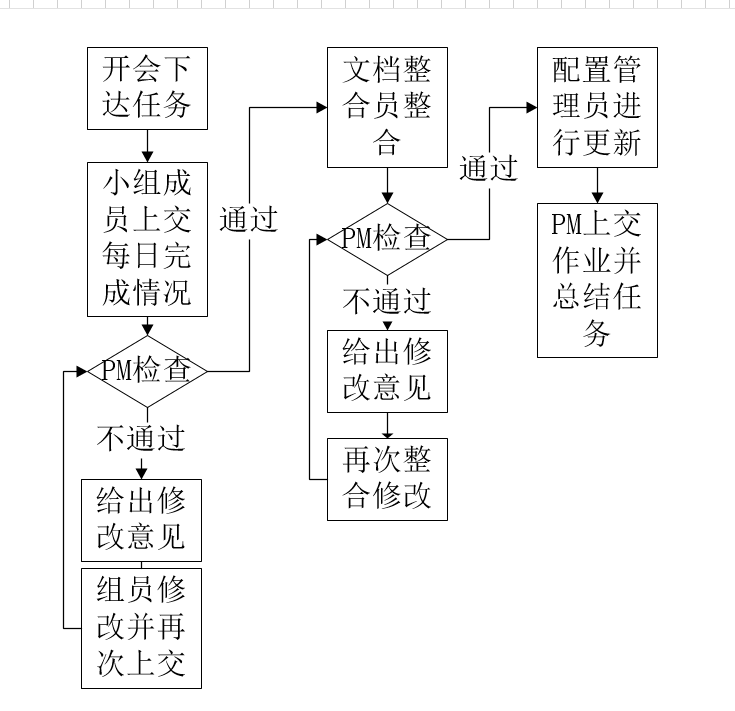 开会下
达任务
小组成
员上交
每日完
成情况
PM检查
不通过
给出修
改意见
组员修
改并再
次上交
通过
文档整
合员整
合
PM检查
不通过
给出修
改意见
再次整
合修改
通过
配置管
理员进
行更新
PM上交
作业并
总结任
务